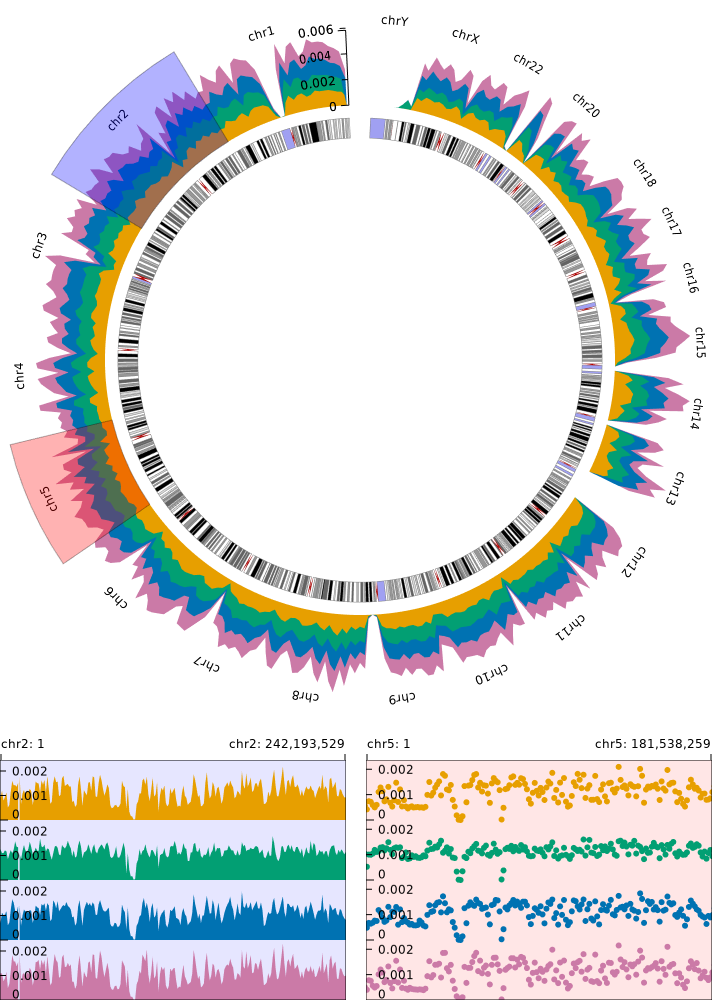 chrY
chr1
0.006
0.004
0.002
0
chrX
chr22
chr20
chr18
chr17
chr16
chr15
chr14
chr13
chr12
chr11
chr10
chr9
chr8
chr7
chr6
chr5
chr4
chr3
chr2
chr2: 1
chr2: 242,193,529
chr5: 1
chr5: 181,538,259
0.002
0.001
0
0.002
0.001
0
0.002
0.001
0
0.002
0.001
0
0.002
0.001
0
0.002
0.001
0
0.002
0.001
0
0.002
0.001
0